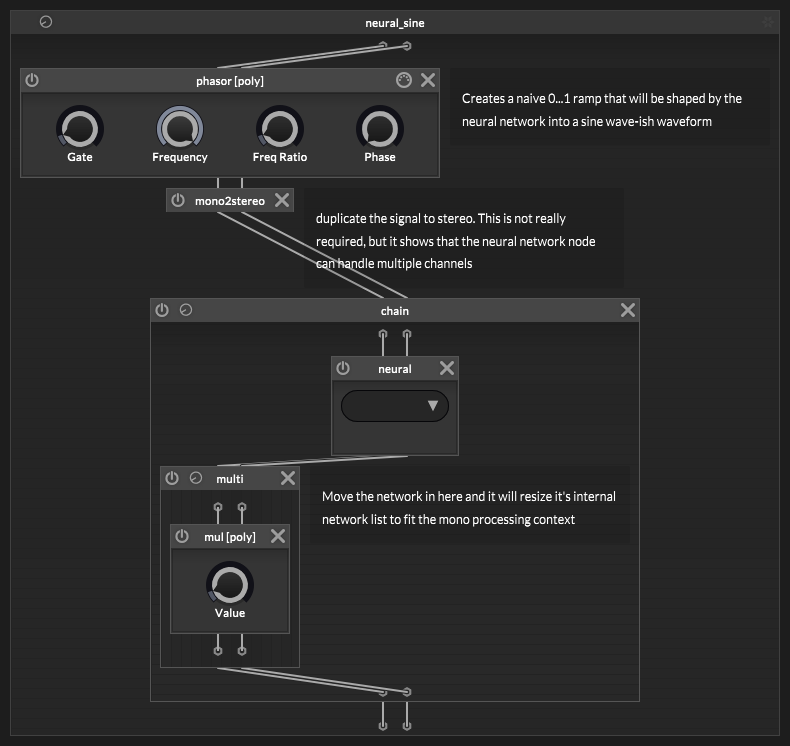 neural_sine
phasor [poly]
Gate
Frequency
Freq Ratio
Phase
Creates a naive 0...1 ramp that will be shaped by the
neural network into a sine wave-ish waveform
mono2stereo
duplicate the signal to stereo. This is not really
required, but it shows that the neural network node
can handle multiple channels
chain
neural
multi
Move the network in here and it will resize it's internal
network list to fit the mono processing context
mul [poly]
Value